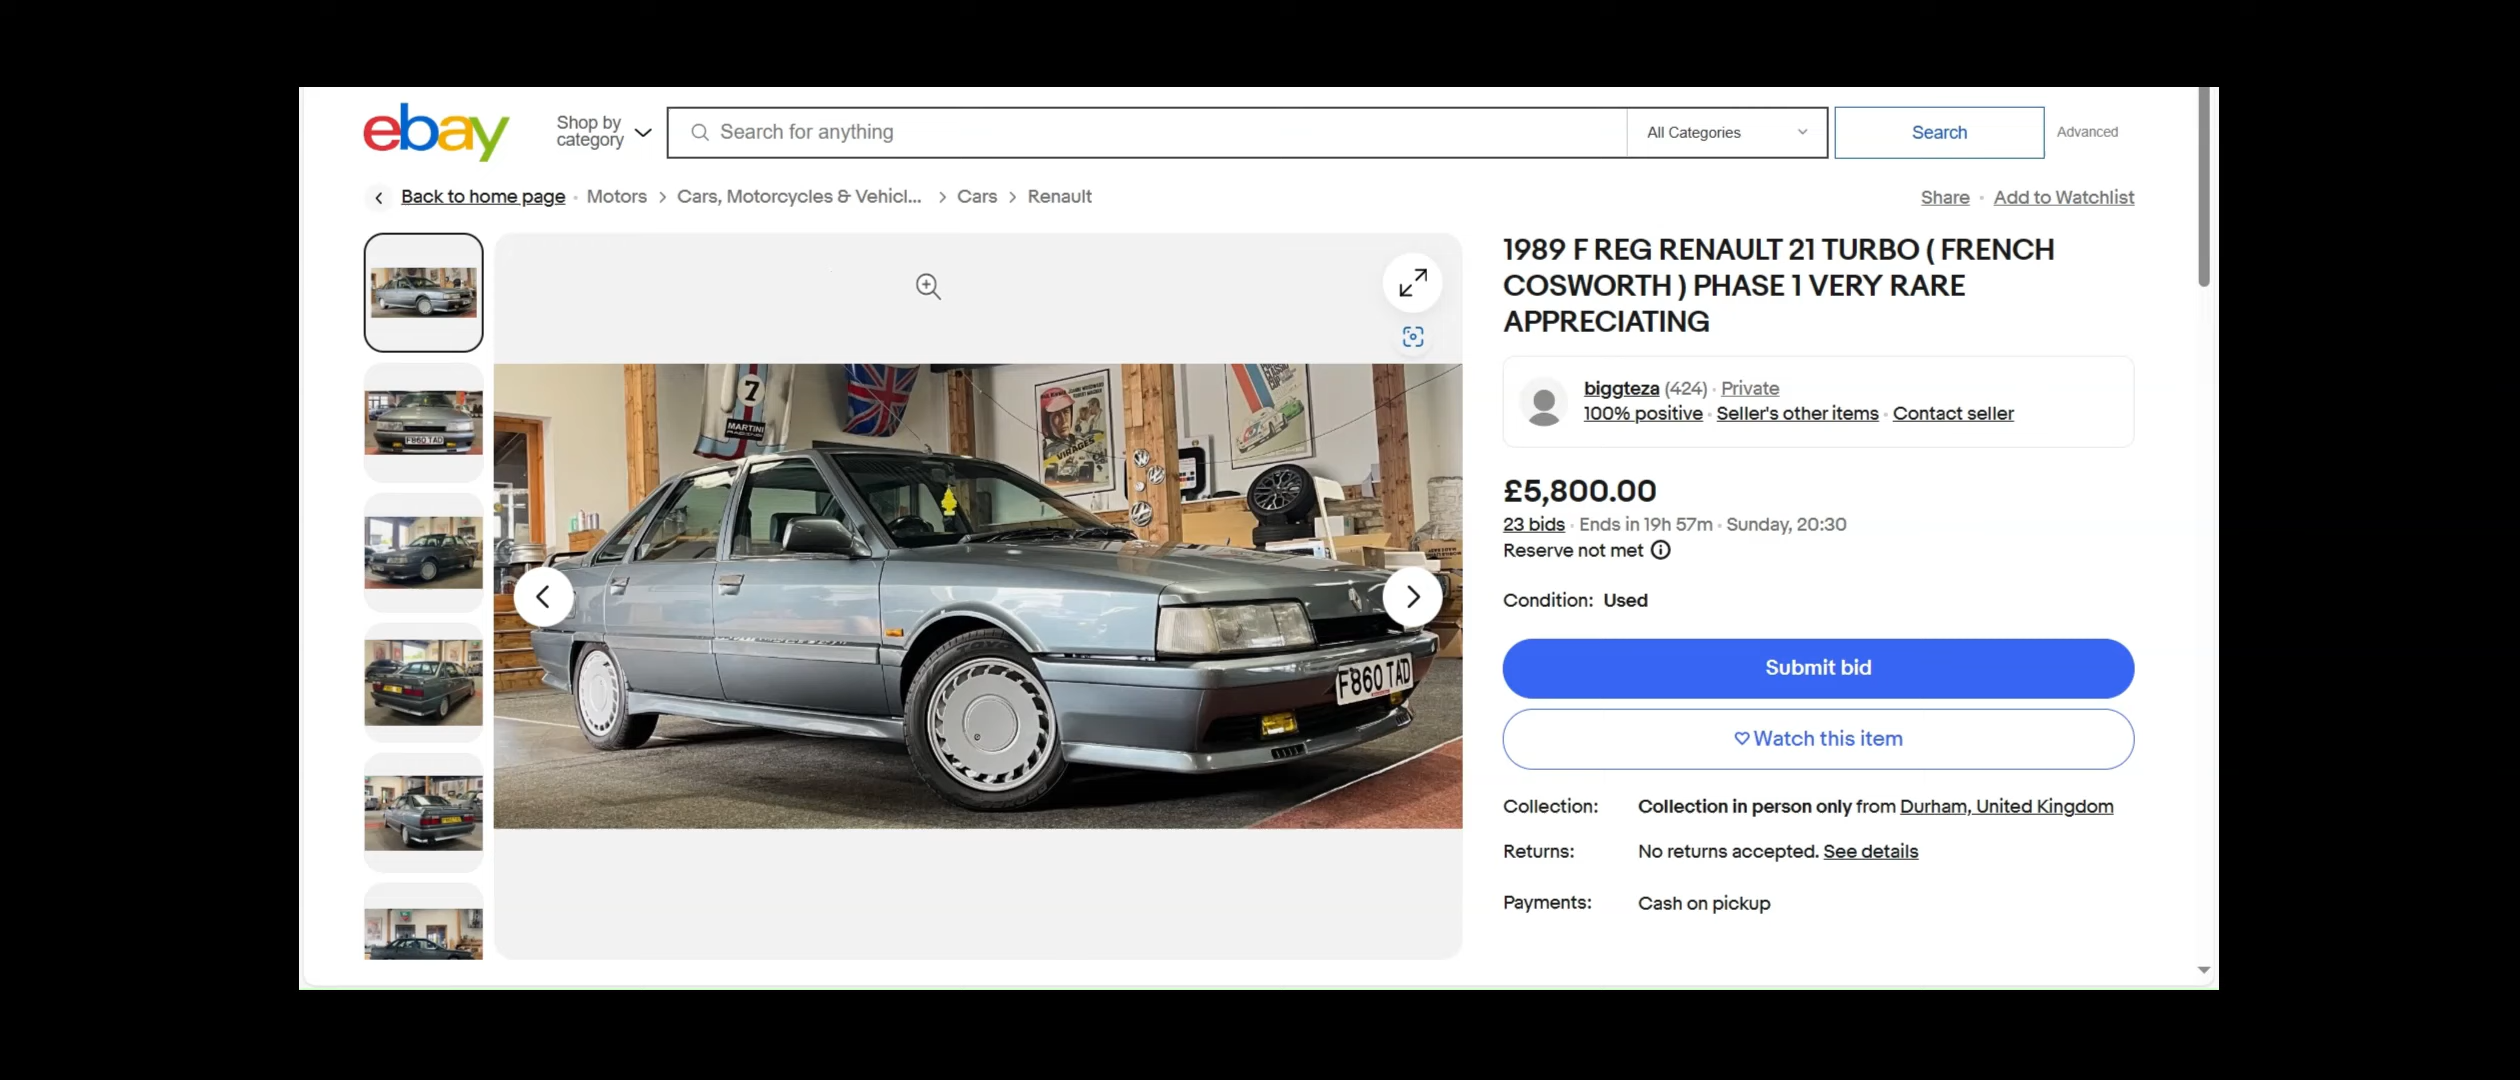 ebay
Shop by
category
Search for anything
All Categories
Search
Advanced
Back to home page · Motors > Cars, Motorcycles & Vehicl... > Cars > Renault
Share · Add to Watchlist
1989 F REG RENAULT 21 TURBO ( FRENCH
COSWORTH ) PHASE 1 VERY RARE
APPRECIATING
biggteza (424) · Private
100% positive · Seller's other items · Contact seller
£5,800.00
23 bids · Ends in 19h 57m · Sunday, 20:30
Reserve not met
Condition: Used
Submit bid
Watch this item
Collection: Collection in person only from Durham, United Kingdom
Returns: No returns accepted. See details
Payments: Cash on pickup
7
MARTINI
RACING
VIRAGES
F860 TAD
F860 TAD